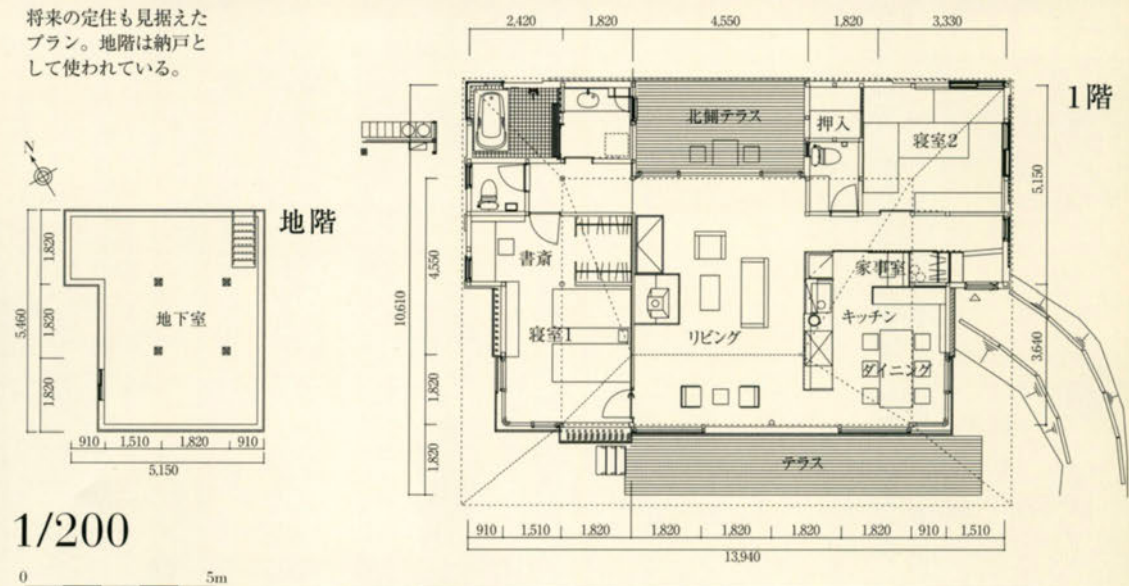 将来の定住も見据えた
プラン。地階は納戸と
して使われている。
2,420 1,820 4,550 1,820 3,330
1階
北側テラス
押入
寝室2
N
地階
1,820
1,820
1,820
5,460
地下室
910 1,510 1,820 910
5,150
10,610
4,550
1,820
1,820
書斎
寝室1
リビング
家事室
キッチン
ダイニング
テラス
5,150
3,640
910 1,510 1,820 1,820 1,820 1,820 1,820 910 1,510
13,940
1/200
0 5m